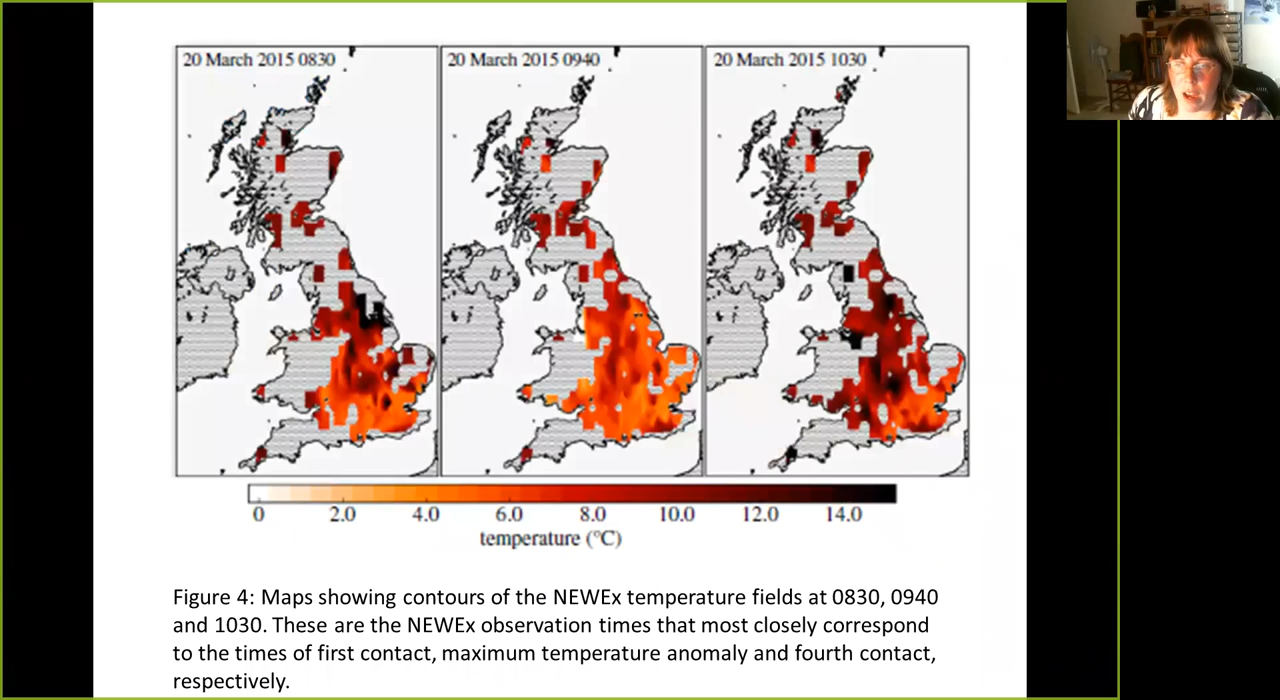 20 March 2015 0830
20 March 2015 0940
20 March 2015 1030
0 2.0 4.0 6.0 8.0 10.0 12.0 14.0
temperature (°C)
Figure 4: Maps showing contours of the NEWEx temperature fields at 0830, 0940
and 1030. These are the NEWEx observation times that most closely correspond
to the times of first contact, maximum temperature anomaly and fourth contact,
respectively.